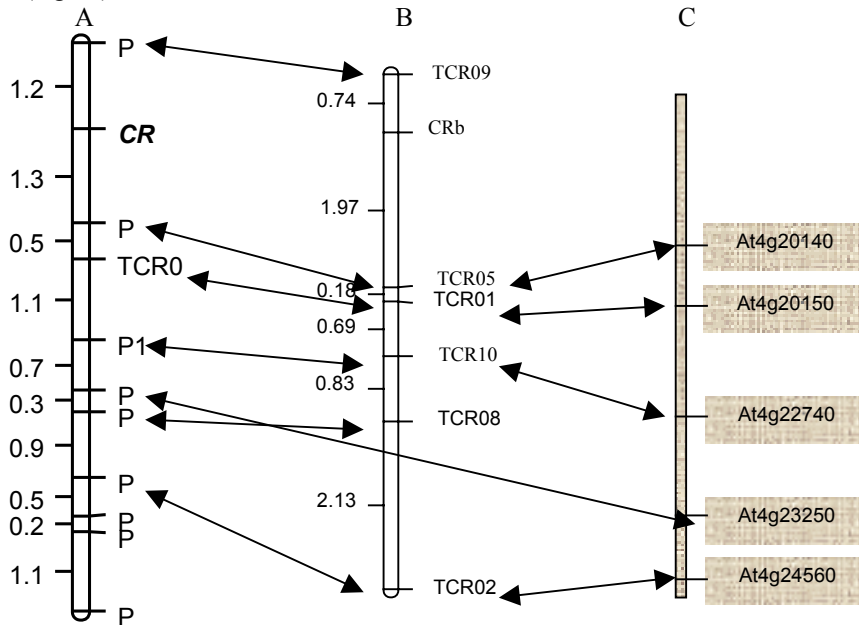 A
B
C
P
1.2
CR
1.3
P
0.5
TCR0
1.1
P1
0.7
P
0.3
P
0.9
P
0.5
P
0.2
P
1.1
P
TCR09
0.74
CRb
1.97
TCR05
0.18
TCR01
0.69
TCR10
0.83
TCR08
2.13
TCR02
At4g20140
At4g20150
At4g22740
At4g23250
At4g24560